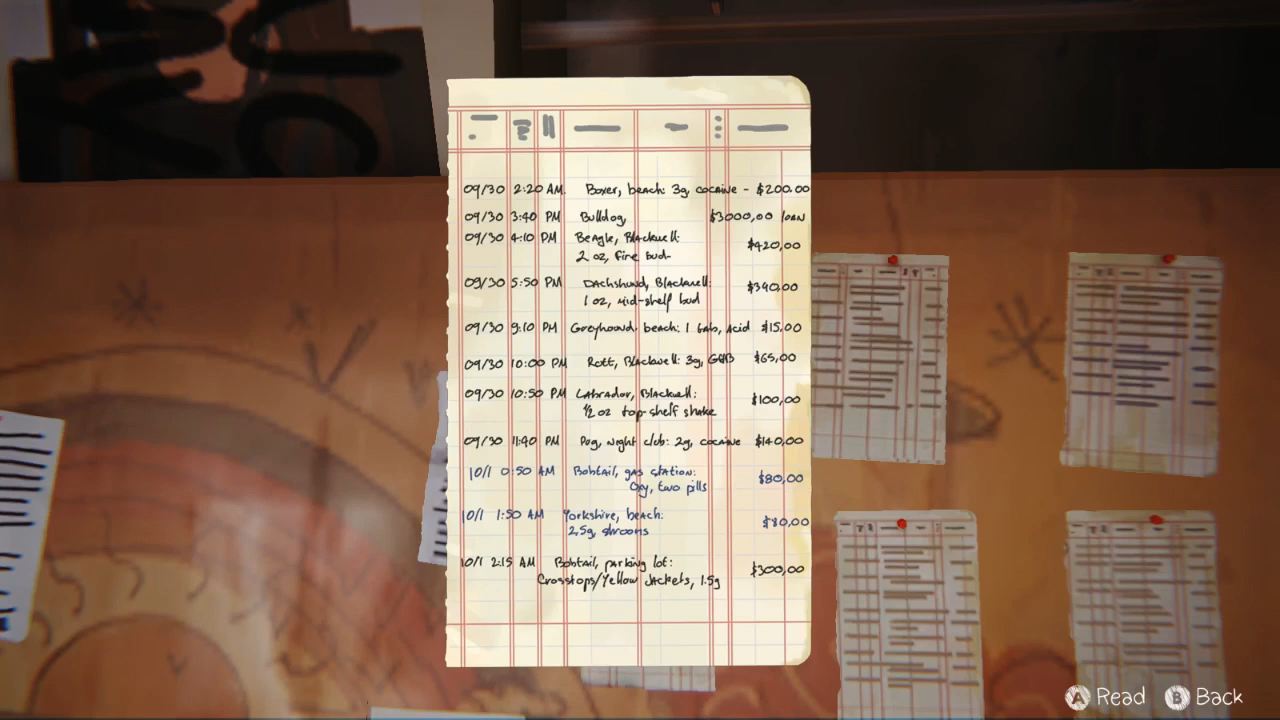 09/30 2:20 AM. Boxer, beach: 3g, cocaine - $200.00
09/30 3:40 PM Bulldog, $3000,00 loan
09/30 4:10 PM Beagle, Blackwell: $420,00
2 oz, fire bud-
09/30 5:50 PM Dachshund, Blackwell: $340,00
1 oz, mid-shelf bud
09/30 9:10 PM Greyhound, beach: 1 tab, acid $15.00
09/30 10:00 PM Rott, Blackwell: 3g, GHB $65,00
09/30 10:50 PM Labrador, Blackwell: $100,00
1/2 oz top-shelf shake
09/30 11:40 PM Pug, night club: 2g, cocaine $140,00
10/1 0:50 AM Bobtail, gas station: $80,00
Oxy, two pills
10/1 1:50 AM Yorkshire, beach:
2,5g, shrooms
10/1 2:15 AM Bobtail, parking lot: $300,00
Crosstops/Yellow Jackets, 1.5g
A Read B Back